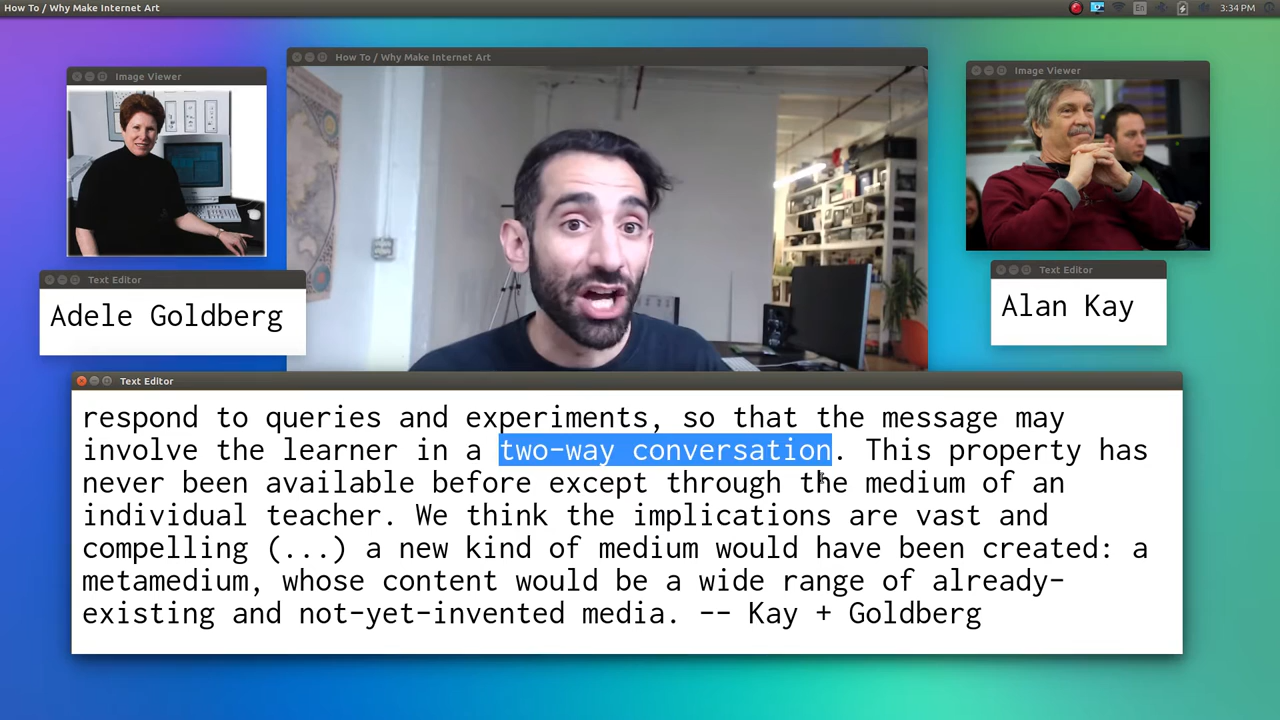 How To / Why Make Internet Art
En
3:34 PM
How To / Why Make Internet Art
Image Viewer
Image Viewer
Text Editor
Adele Goldberg
Text Editor
Alan Kay
Text Editor
respond to queries and experiments, so that the message may
involve the learner in a two-way conversation. This property has
never been available before except through the medium of an
individual teacher. We think the implications are vast and
compelling (...) a new kind of medium would have been created: a
metamedium, whose content would be a wide range of already-
existing and not-yet-invented media. -- Kay + Goldberg